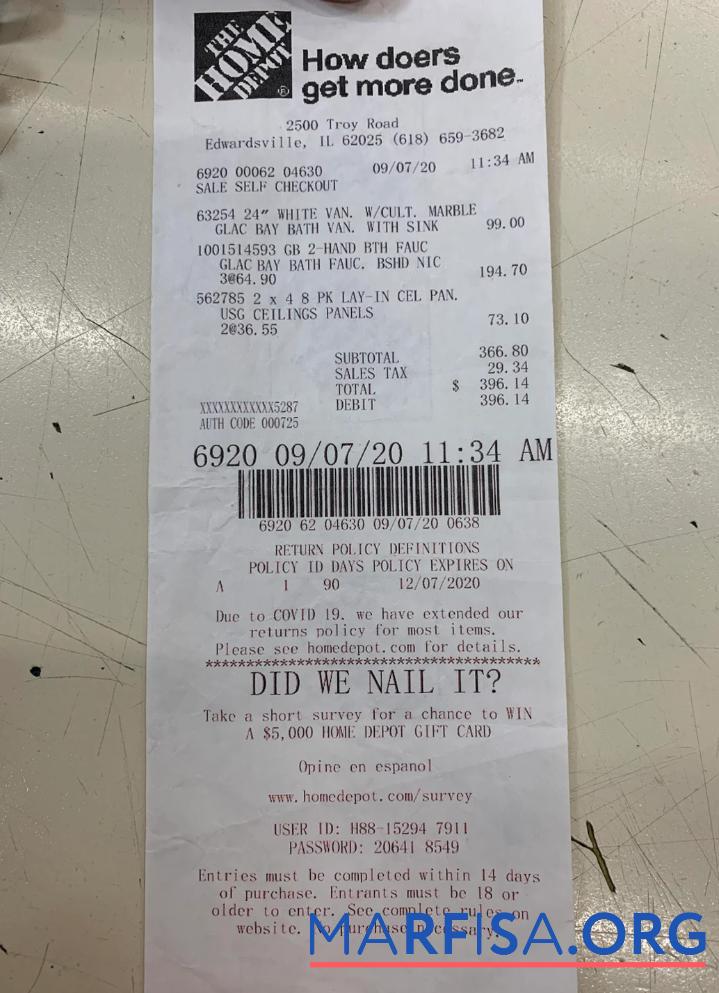 THE
HOME
DEPOT
®
How doers
get more done™
2500 Troy Road
Edwardsville, IL 62025 (618) 659-3682
6920 00062 04630 09/07/20 11:34 AM
SALE SELF CHECKOUT
63254 24" WHITE VAN. W/CULT. MARBLE
GLAC BAY BATH VAN. WITH SINK 99.00
1001514593 GB 2-HAND BTH FAUC
GLAC BAY BATH FAUC. BSHD NIC
3@64.90 194.70
562785 2 x 4 8 PK LAY-IN CEL PAN.
USG CEILINGS PANELS
2@36.55 73.10
SUBTOTAL 366.80
SALES TAX 29.34
TOTAL $ 396.14
XXXXXXXXXXXX5287 DEBIT 396.14
AUTH CODE 000725
6920 09/07/20 11:34 AM
6920 62 04630 09/07/20 0638
RETURN POLICY DEFINITIONS
POLICY ID DAYS POLICY EXPIRES ON
A 1 90 12/07/2020
Due to COVID 19. we have extended our
returns policy for most items.
Please see homedepot.com for details.
*****************************************
DID WE NAIL IT?
Take a short survey for a chance to WIN
A $5,000 HOME DEPOT GIFT CARD
Opine en espanol
www.homedepot.com/survey
USER ID: H88-15294 7911
PASSWORD: 20641 8549
Entries must be completed within 14 days
of purchase. Entrants must be 18 or
older to enter. See complete rules on
website. No purchase necessary.
MARFISA.ORG